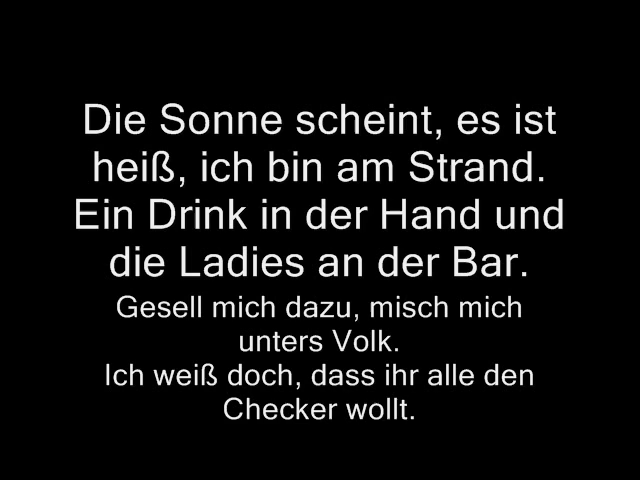 Die Sonne scheint, es ist
heiß, ich bin am Strand.
Ein Drink in der Hand und
die Ladies an der Bar.
Gesell mich dazu, misch mich
unters Volk.
Ich weiß doch, dass ihr alle den
Checker wollt.